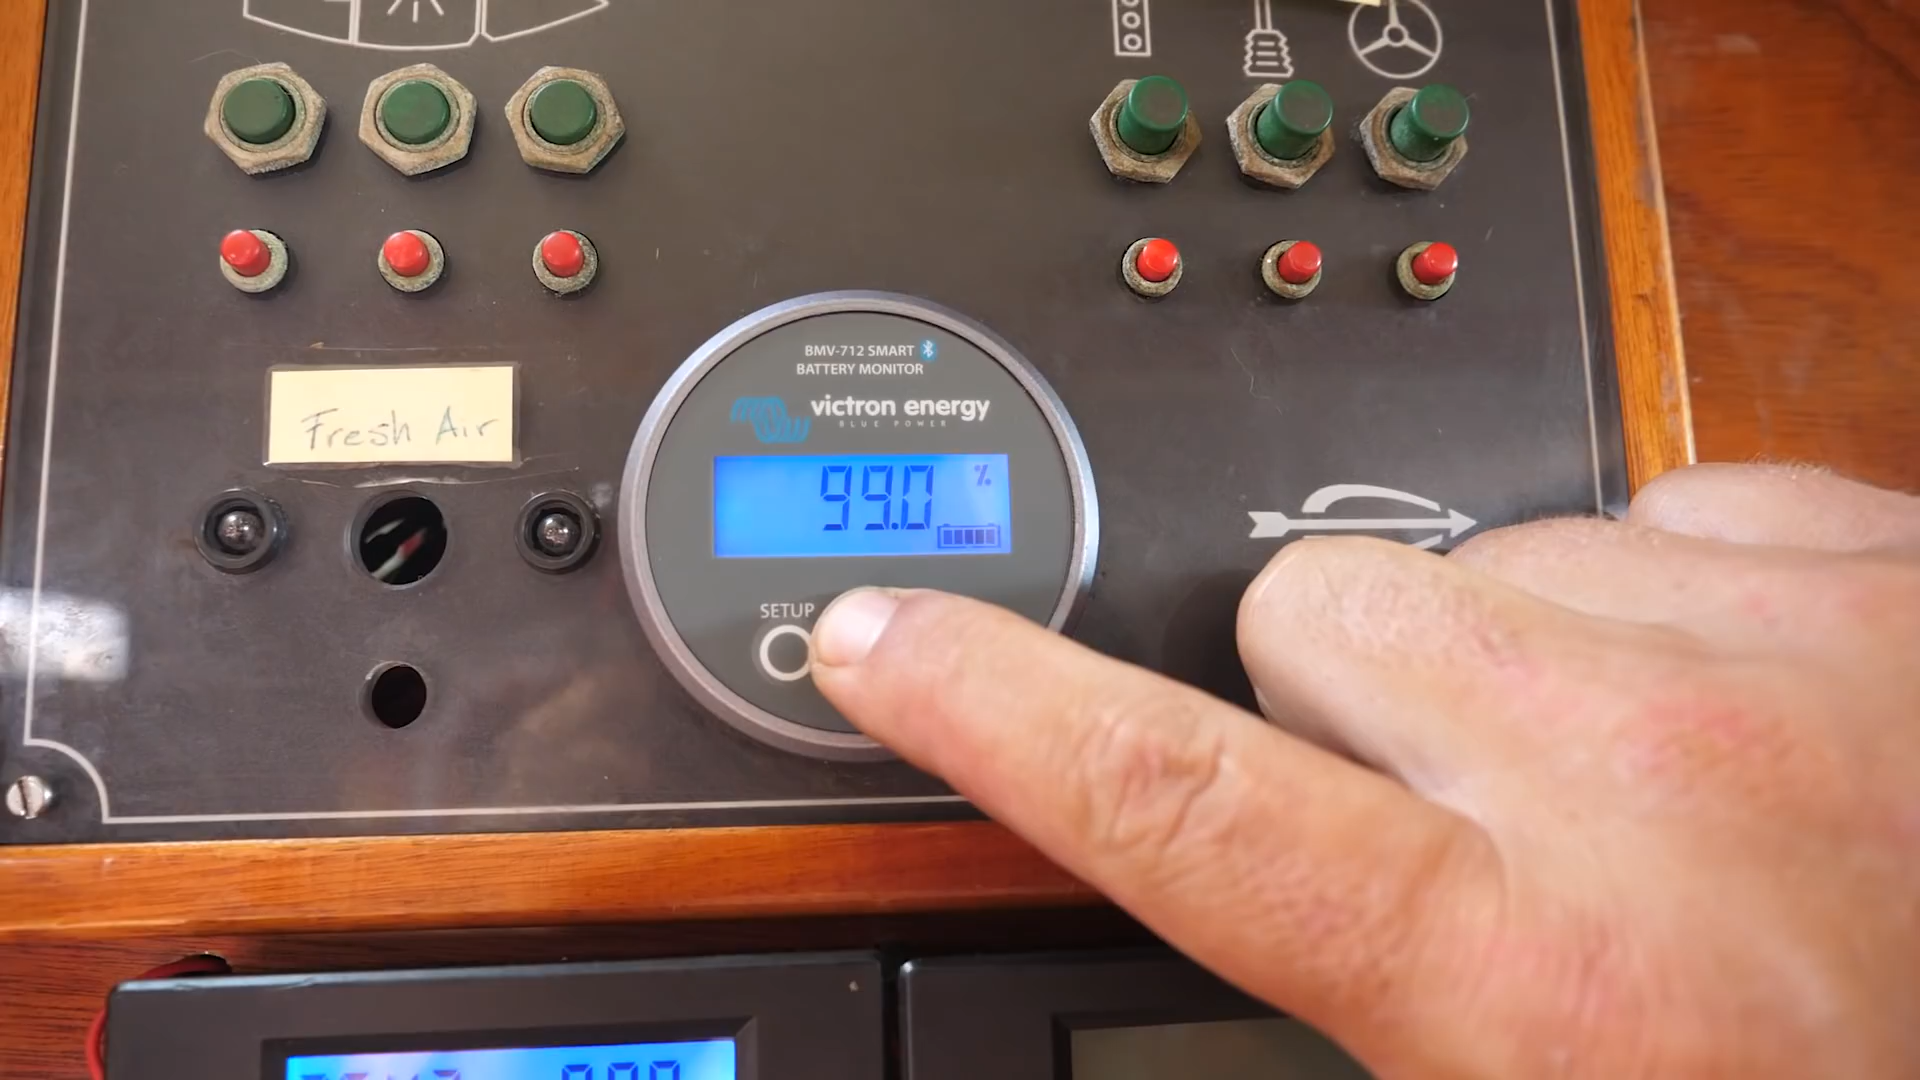 BMV-712 SMART
BATTERY MONITOR
victron energy
BLUE POWER
99.0 %
Fresh Air
SETUP